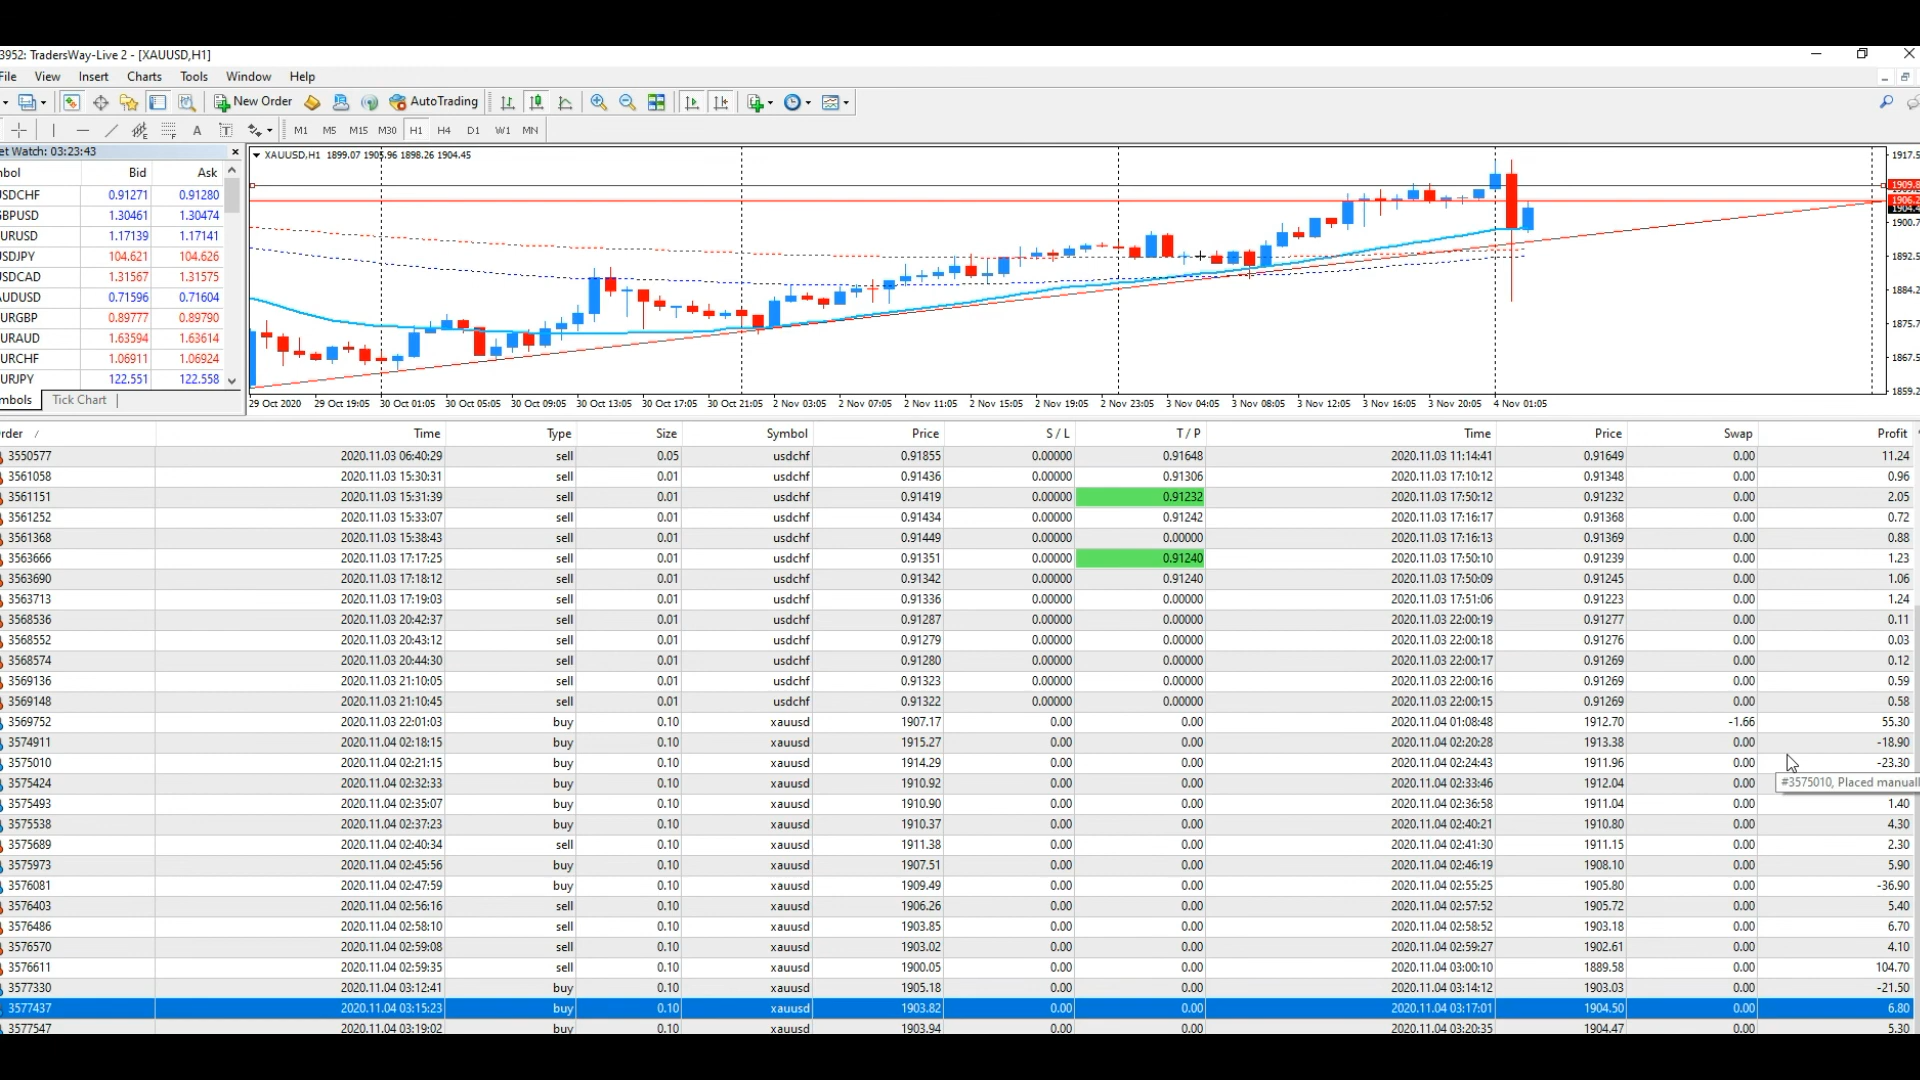 3952: TradersWay-Live 2 - [XAUUSD,H1]
File View Insert Charts Tools Window Help
New Order AutoTrading
A T M1 M5 M15 M30 H1 H4 D1 W1 MN
et Watch: 03:23:43
mbol Bid Ask
SDCHF 0.91271 0.91280
BPUSD 1.30461 1.30474
URUSD 1.17139 1.17141
SDJPY 104.621 104.626
SDCAD 1.31567 1.31575
UDUSD 0.71596 0.71604
URGBP 0.89777 0.89790
URAUD 1.63594 1.63614
URCHF 1.06911 1.06924
URJPY 122.551 122.558
mbols Tick Chart
XAUUSD,H1 1899.07 1905.96 1898.26 1904.45
1917.5
1909.8
1906.2
1904.4
1900.7
1892.5
1884.2
1875.7
1867.5
1859.2
29 Oct 2020 29 Oct 19:05 30 Oct 01:05 30 Oct 05:05 30 Oct 09:05 30 Oct 13:05 30 Oct 17:05 30 Oct 21:05 2 Nov 03:05 2 Nov 07:05 2 Nov 11:05 2 Nov 15:05 2 Nov 19:05 2 Nov 23:05 3 Nov 04:05 3 Nov 08:05 3 Nov 12:05 3 Nov 16:05 3 Nov 20:05 4 Nov 01:05
rder / Time Type Size Symbol Price S / L T / P Time Price Swap Profit
3550577 2020.11.03 06:40:29 sell 0.05 usdchf 0.91855 0.00000 0.91648 2020.11.03 11:14:41 0.91649 0.00 11.24
3561058 2020.11.03 15:30:31 sell 0.01 usdchf 0.91436 0.00000 0.91306 2020.11.03 17:10:12 0.91348 0.00 0.96
3561151 2020.11.03 15:31:39 sell 0.01 usdchf 0.91419 0.00000 0.91232 2020.11.03 17:50:12 0.91232 0.00 2.05
3561252 2020.11.03 15:33:07 sell 0.01 usdchf 0.91434 0.00000 0.91242 2020.11.03 17:16:17 0.91368 0.00 0.72
3561368 2020.11.03 15:38:43 sell 0.01 usdchf 0.91449 0.00000 0.00000 2020.11.03 17:16:13 0.91369 0.00 0.88
3563666 2020.11.03 17:17:25 sell 0.01 usdchf 0.91351 0.00000 0.91240 2020.11.03 17:50:10 0.91239 0.00 1.23
3563690 2020.11.03 17:18:12 sell 0.01 usdchf 0.91342 0.00000 0.91240 2020.11.03 17:50:09 0.91245 0.00 1.06
3563713 2020.11.03 17:19:03 sell 0.01 usdchf 0.91336 0.00000 0.00000 2020.11.03 17:51:06 0.91223 0.00 1.24
3568536 2020.11.03 20:42:37 sell 0.01 usdchf 0.91287 0.00000 0.00000 2020.11.03 22:00:19 0.91277 0.00 0.11
3568552 2020.11.03 20:43:12 sell 0.01 usdchf 0.91279 0.00000 0.00000 2020.11.03 22:00:18 0.91276 0.00 0.03
3568574 2020.11.03 20:44:30 sell 0.01 usdchf 0.91280 0.00000 0.00000 2020.11.03 22:00:17 0.91269 0.00 0.12
3569136 2020.11.03 21:10:05 sell 0.01 usdchf 0.91323 0.00000 0.00000 2020.11.03 22:00:16 0.91269 0.00 0.59
3569148 2020.11.03 21:10:45 sell 0.01 usdchf 0.91322 0.00000 0.00000 2020.11.03 22:00:15 0.91269 0.00 0.58
3569752 2020.11.03 22:01:03 buy 0.10 xauusd 1907.17 0.00 0.00 2020.11.04 01:08:48 1912.70 -1.66 55.30
3574911 2020.11.04 02:18:15 buy 0.10 xauusd 1915.27 0.00 0.00 2020.11.04 02:20:28 1913.38 0.00 -18.90
3575010 2020.11.04 02:21:15 buy 0.10 xauusd 1914.29 0.00 0.00 2020.11.04 02:24:43 1911.96 0.00 -23.30
3575424 2020.11.04 02:32:33 buy 0.10 xauusd 1910.92 0.00 0.00 2020.11.04 02:33:46 1912.04 0.00 #3575010, Placed manuall
3575493 2020.11.04 02:35:07 buy 0.10 xauusd 1910.90 0.00 0.00 2020.11.04 02:36:58 1911.04 0.00 1.40
3575538 2020.11.04 02:37:23 buy 0.10 xauusd 1910.37 0.00 0.00 2020.11.04 02:40:21 1910.80 0.00 4.30
3575689 2020.11.04 02:40:34 sell 0.10 xauusd 1911.38 0.00 0.00 2020.11.04 02:41:30 1911.15 0.00 2.30
3575973 2020.11.04 02:45:56 buy 0.10 xauusd 1907.51 0.00 0.00 2020.11.04 02:46:19 1908.10 0.00 5.90
3576081 2020.11.04 02:47:59 buy 0.10 xauusd 1909.49 0.00 0.00 2020.11.04 02:55:25 1905.80 0.00 -36.90
3576403 2020.11.04 02:56:16 sell 0.10 xauusd 1906.26 0.00 0.00 2020.11.04 02:57:52 1905.72 0.00 5.40
3576486 2020.11.04 02:58:10 sell 0.10 xauusd 1903.85 0.00 0.00 2020.11.04 02:58:52 1903.18 0.00 6.70
3576570 2020.11.04 02:59:08 sell 0.10 xauusd 1903.02 0.00 0.00 2020.11.04 02:59:27 1902.61 0.00 4.10
3576611 2020.11.04 02:59:35 sell 0.10 xauusd 1900.05 0.00 0.00 2020.11.04 03:00:10 1889.58 0.00 104.70
3577330 2020.11.04 03:12:41 buy 0.10 xauusd 1905.18 0.00 0.00 2020.11.04 03:14:12 1903.03 0.00 -21.50
3577437 2020.11.04 03:15:23 buy 0.10 xauusd 1903.82 0.00 0.00 2020.11.04 03:17:01 1904.50 0.00 6.80
3577547 2020.11.04 03:19:02 buy 0.10 xauusd 1903.94 0.00 0.00 2020.11.04 03:20:35 1904.47 0.00 5.30